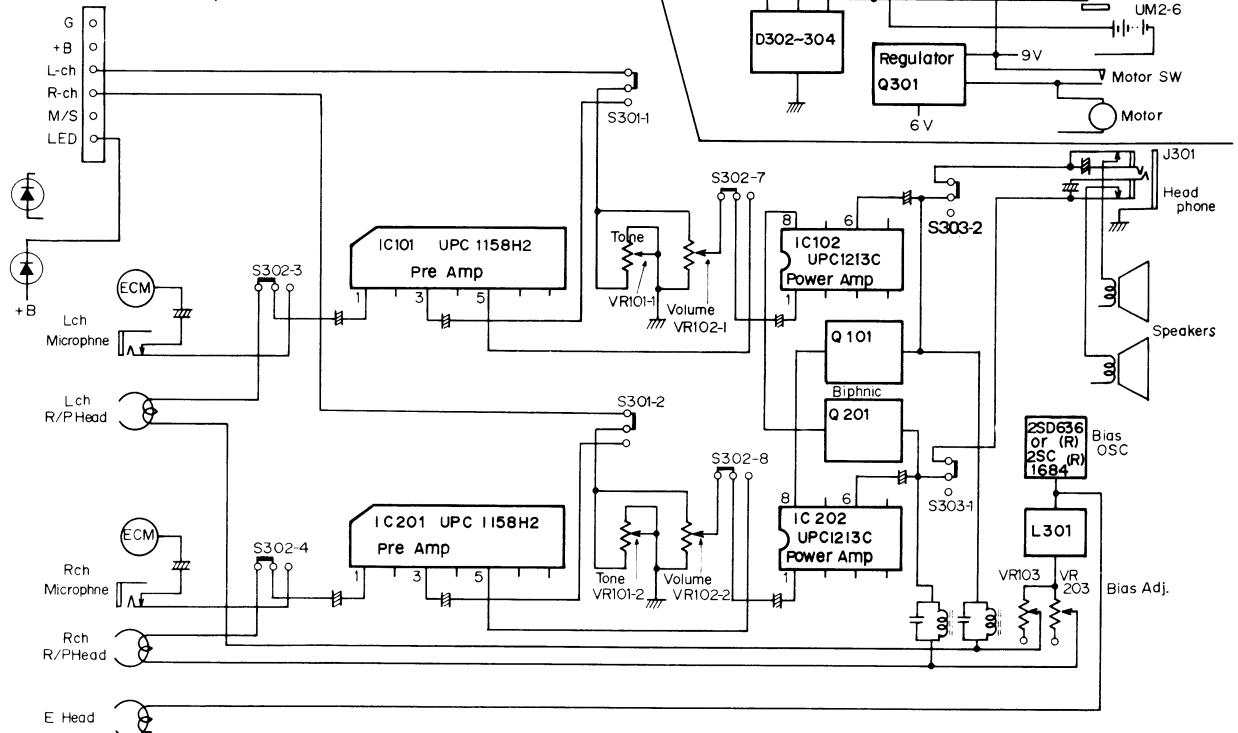 G
+B
L-ch
R-ch
M/S
LED
+B
D302~304
Regulator
Q301
6V
9V
UM2-6
Motor SW
Motor
S301-1
J301
Head
phone
S302-7
S303-2
8
6
IC102
UPC1213C
Power Amp
1
Tone
VR101-1
Volume
VR102-1
IC101 UPC 1158H2
Pre Amp
1
3
5
S302-3
ECM
Lch
Microphne
Lch
R/P Head
Speakers
Q101
Biphnic
Q201
S301-2
S302-8
2SD636
or (R)
2SC (R)
1684
Bias
OSC
S303-1
8
6
IC202
UPC1213C
Power Amp
1
L301
VR103
VR
203
Bias Adj.
IC201 UPC 1158H2
Pre Amp
1
3
5
Tone
VR101-2
Volume
VR102-2
S302-4
ECM
Rch
Microphne
Rch
R/PHead
E Head